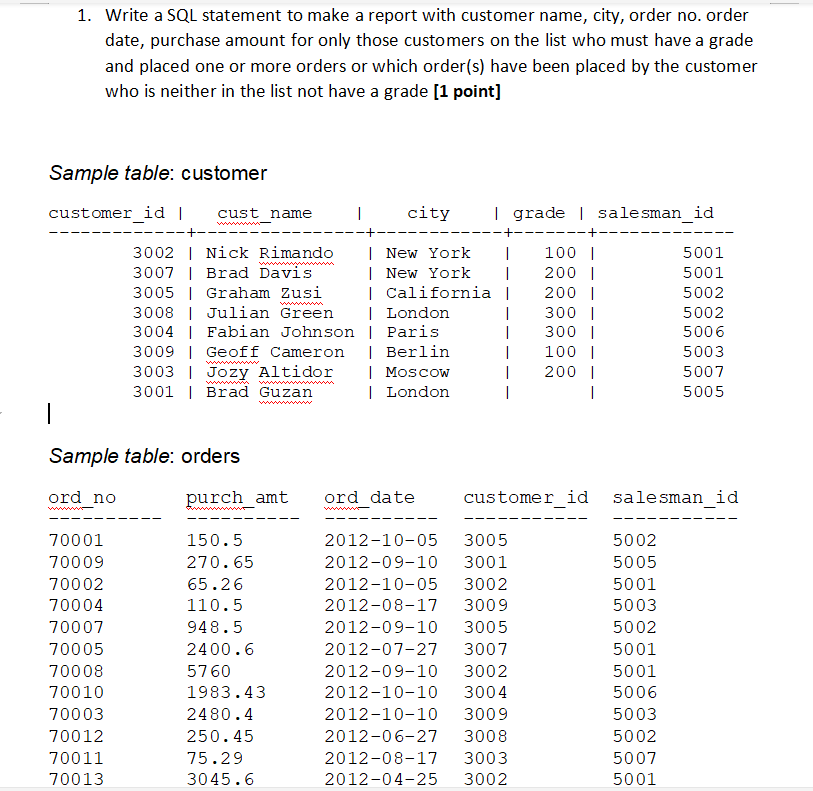 1. Write a SQL statement to make a report with customer name, city, order no. order
date, purchase amount for only those customers on the list who must have a grade
and placed one or more orders or which order(s) have been placed by the customer
who is neither in the list not have a grade [1 point]
Sample table: customer
customer_id | cust_name | city | grade | salesman_id
-------------+-----------------+------------+-------+-------------
3002 | Nick Rimando | New York | 100 | 5001
3007 | Brad Davis | New York | 200 | 5001
3005 | Graham Zusi | California | 200 | 5002
3008 | Julian Green | London | 300 | 5002
3004 | Fabian Johnson | Paris | 300 | 5006
3009 | Geoff Cameron | Berlin | 100 | 5003
3003 | Jozy Altidor | Moscow | 200 | 5007
3001 | Brad Guzan | London | | 5005
Sample table: orders
ord_no purch_amt ord_date customer_id salesman_id
---------- ---------- ---------- ----------- -----------
70001 150.5 2012-10-05 3005 5002
70009 270.65 2012-09-10 3001 5005
70002 65.26 2012-10-05 3002 5001
70004 110.5 2012-08-17 3009 5003
70007 948.5 2012-09-10 3005 5002
70005 2400.6 2012-07-27 3007 5001
70008 5760 2012-09-10 3002 5001
70010 1983.43 2012-10-10 3004 5006
70003 2480.4 2012-10-10 3009 5003
70012 250.45 2012-06-27 3008 5002
70011 75.29 2012-08-17 3003 5007
70013 3045.6 2012-04-25 3002 5001